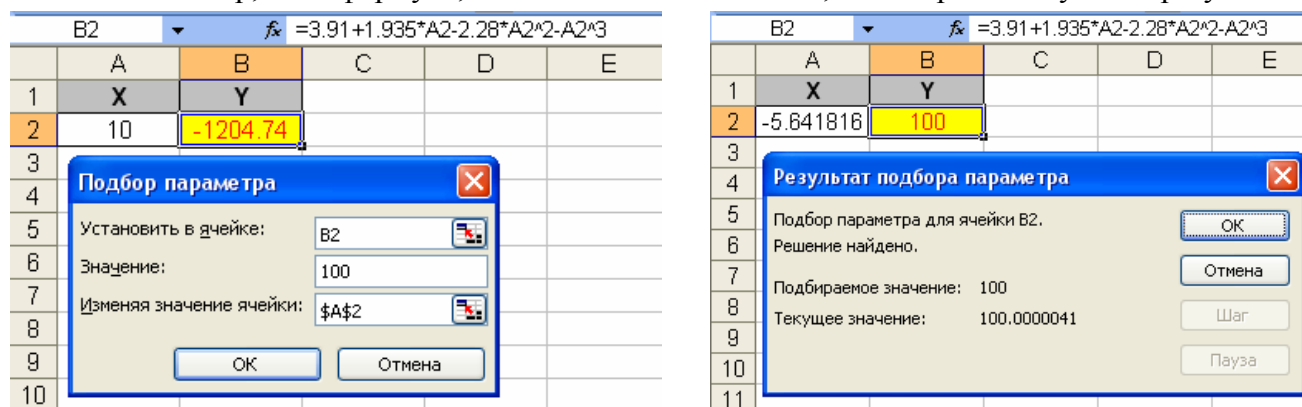 B2 fx =3.91+1.935*A2-2.28*A2^2-A2^3
A B C D E
1 X Y
2 10 -1204.74
3
4
5
6
7
8
9
10
Подбор параметра
Установить в ячейке: B2
Значение: 100
Изменяя значение ячейки: $A$2
ОК Отмена
B2 fx =3.91+1.935*A2-2.28*A2^2-A2^3
A B C D E
1 X Y
2 -5.641816 100
3
4
5
6
7
8
9
10
11
Результат подбора параметра
Подбор параметра для ячейки B2.
Решение найдено.
Подбираемое значение: 100
Текущее значение: 100.0000041
ОК
Отмена
Шаг
Пауза